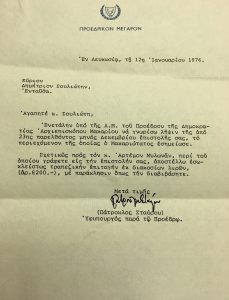 ΠΡΟΕΔΡΙΚΟΝ ΜΕΓΑΡΟΝ
Ἐν Λευκωσίᾳ, τῇ 12ῃ Ἰανουαρίου 1976.
Κύριον
Δημήτριον Σουλιώτην,
Ἐνταῦθα.
Ἀγαπητέ κ. Σουλιώτη,
Ἐνετάλην ὑπό τῆς Α.Μ. τοῦ Προέδρου τῆς Δημοκρα-
τίας Ἀρχιεπισκόπου Μακαρίου νά γνωρίσω λῆψιν τῆς ἀπό
23ης παρελθόντος μηνός Δεκεμβρίου ἐπιστολῆς σας, τό
περιεχόμενον τῆς ὁποίας ὁ Μακαριώτατος ἐσημείωσε.
Σχετικῶς πρός τόν κ. Ἀρτέμον Μυλωνᾶν, περί τοῦ
ὁποίου γράφετε εἰς τήν ἐπιστολήν σας, ἀποστέλλω ἐσω-
κλείστως τραπεζικήν ἐπιταγήν ἐκ διακοσίων λιρῶν,
(Λρ.£200.-), μέ παράκλησιν ὅπως τήν διαβιβάσητε.
Μετά τιμῆς
(Πάτροκλος Σταύρου)
Ὑφυπουργός παρά τῷ Προέδρῳ.